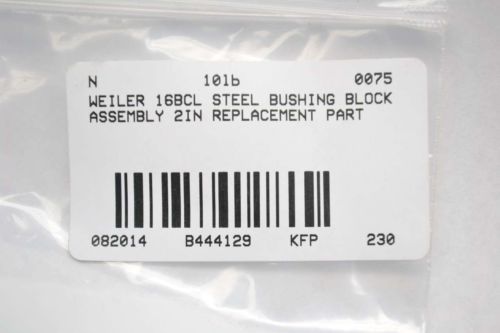 N 101b 0075
WEILER 16BCL STEEL BUSHING BLOCK
ASSEMBLY 2IN REPLACEMENT PART
082014 B444129 KFP 230